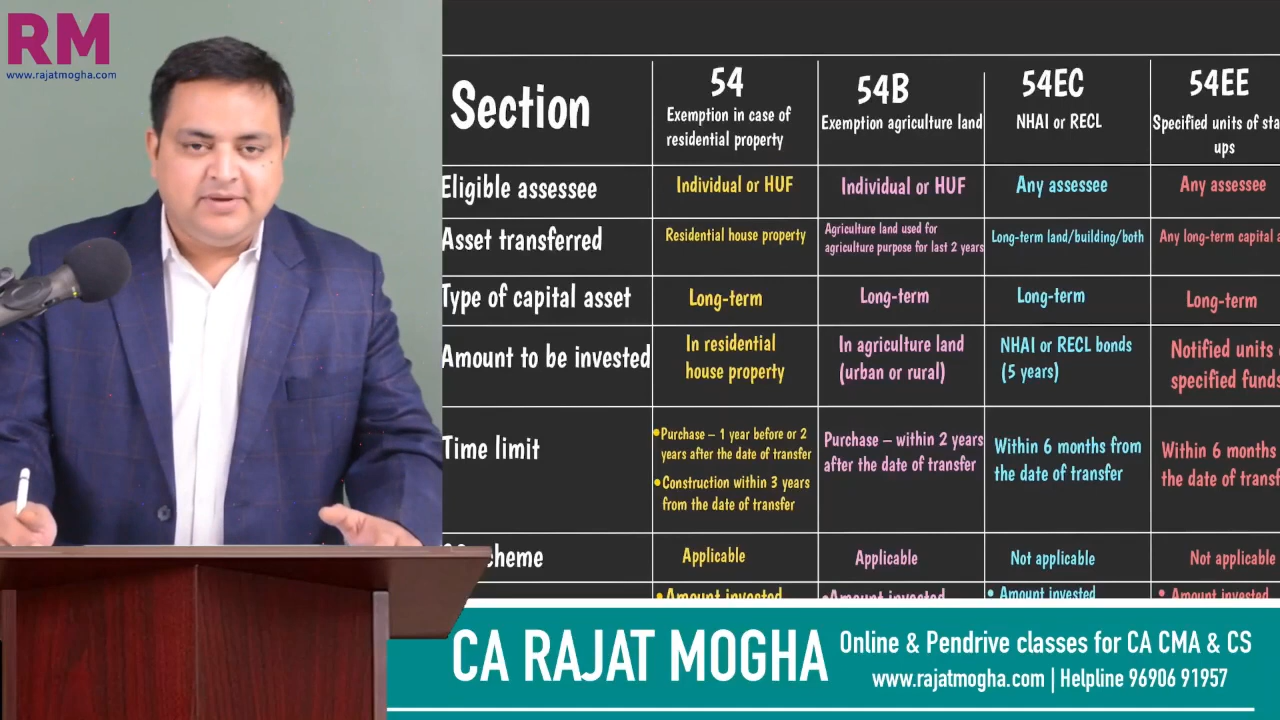 RM
www.rajatmogha.com
Section
54
Exemption in case of
residential property
54B
Exemption agriculture land
54EC
NHAI or RECL
54EE
Specified units of sta
ups
Eligible assessee
Individual or HUF
Individual or HUF
Any assessee
Any assessee
Asset transferred
Residential house property
Agriculture land used for
agriculture purpose for last 2 years
Long-term land/building/both
Any long-term capital a
Type of capital asset
Long-term
Long-term
Long-term
Long-term
Amount to be invested
In residential
house property
In agriculture land
(urban or rural)
NHAI or RECL bonds
(5 years)
Notified units
specified funds
Time limit
•Purchase – 1 year before or 2
years after the date of transfer
•Construction within 3 years
from the date of transfer
Purchase – within 2 years
after the date of transfer
Within 6 months from
the date of transfer
Within 6 months
the date of transf
cheme
Applicable
Applicable
Not applicable
Not applicable
•Amount invested
•Amount invested
• Amount invested
• Amount invested
CA RAJAT MOGHA
Online & Pendrive classes for CA CMA & CS
www.rajatmogha.com | Helpline 96906 91957